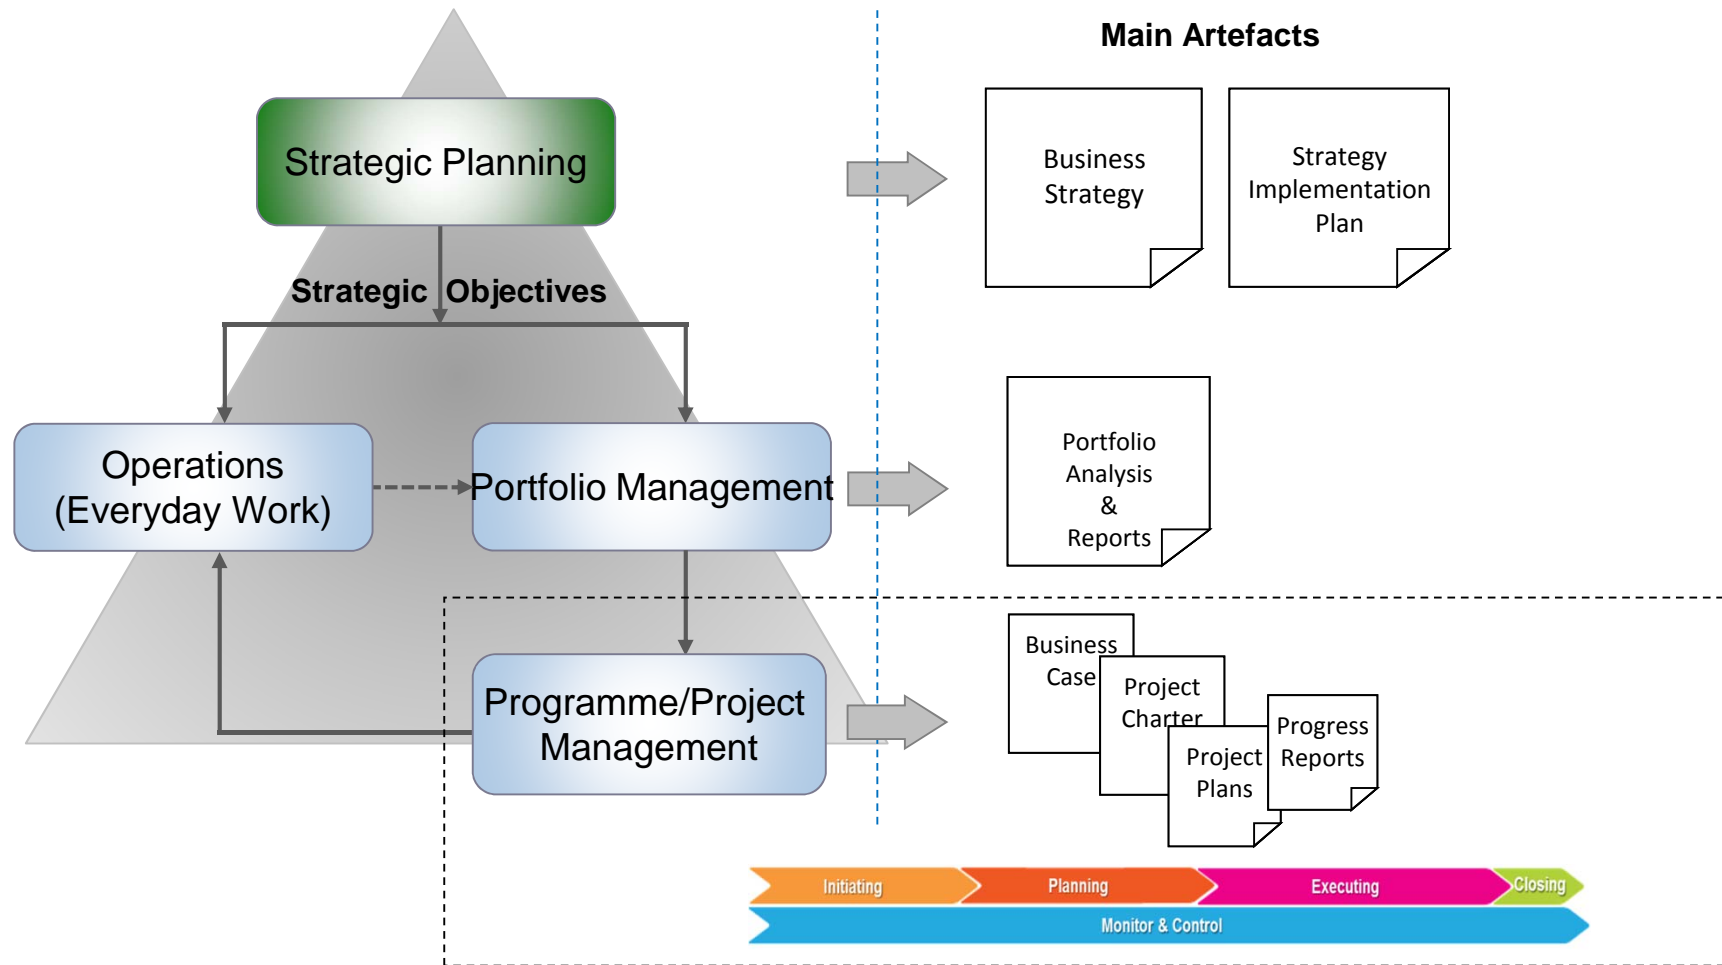 Main Artefacts
Strategic Planning
Business
Strategy
Strategy
Implementation
Plan
Strategic Objectives
Operations
(Everyday Work)
Portfolio Management
Portfolio
Analysis
&
Reports
Programme/Project
Management
Business
Case
Project
Charter
Project
Plans
Progress
Reports
Initiating
Planning
Executing
Closing
Monitor & Control